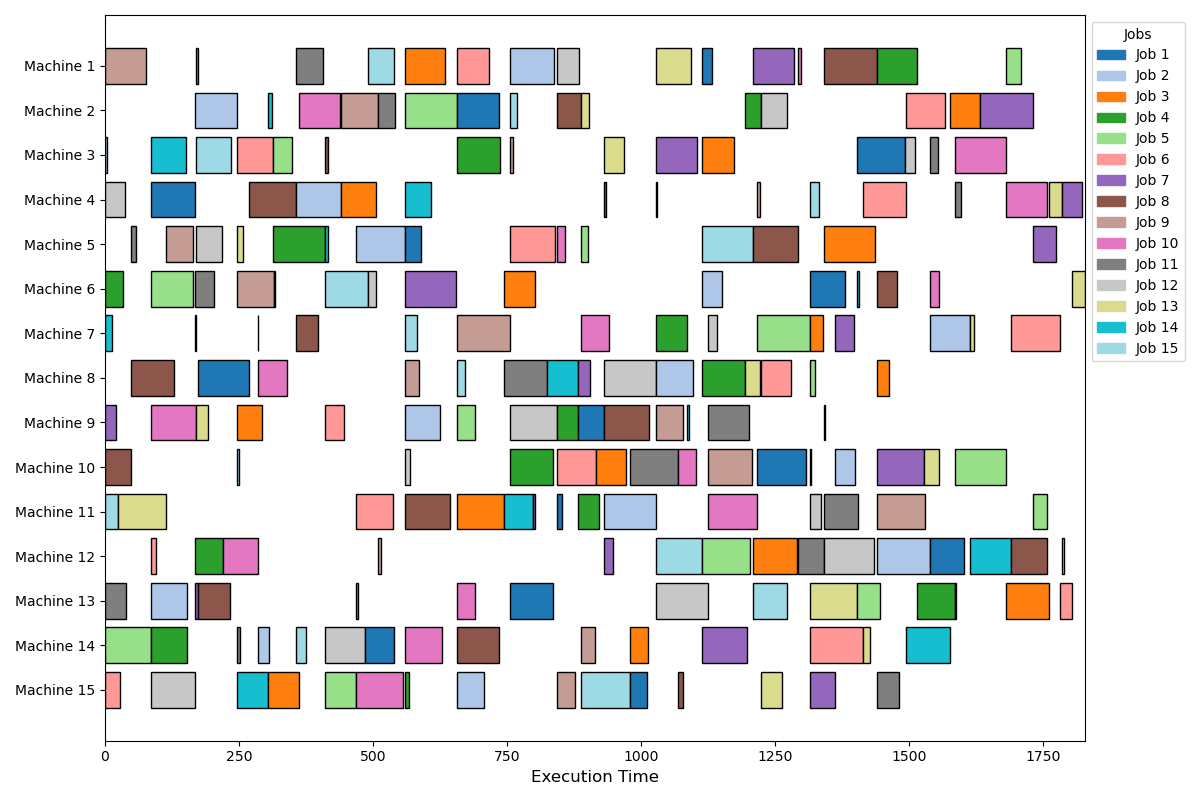 Machine 1
Machine 2
Machine 3
Machine 4
Machine 5
Machine 6
Machine 7
Machine 8
Machine 9
Machine 10
Machine 11
Machine 12
Machine 13
Machine 14
Machine 15
0 250 500 750 1000 1250 1500 1750
Execution Time
Jobs
Job 1
Job 2
Job 3
Job 4
Job 5
Job 6
Job 7
Job 8
Job 9
Job 10
Job 11
Job 12
Job 13
Job 14
Job 15